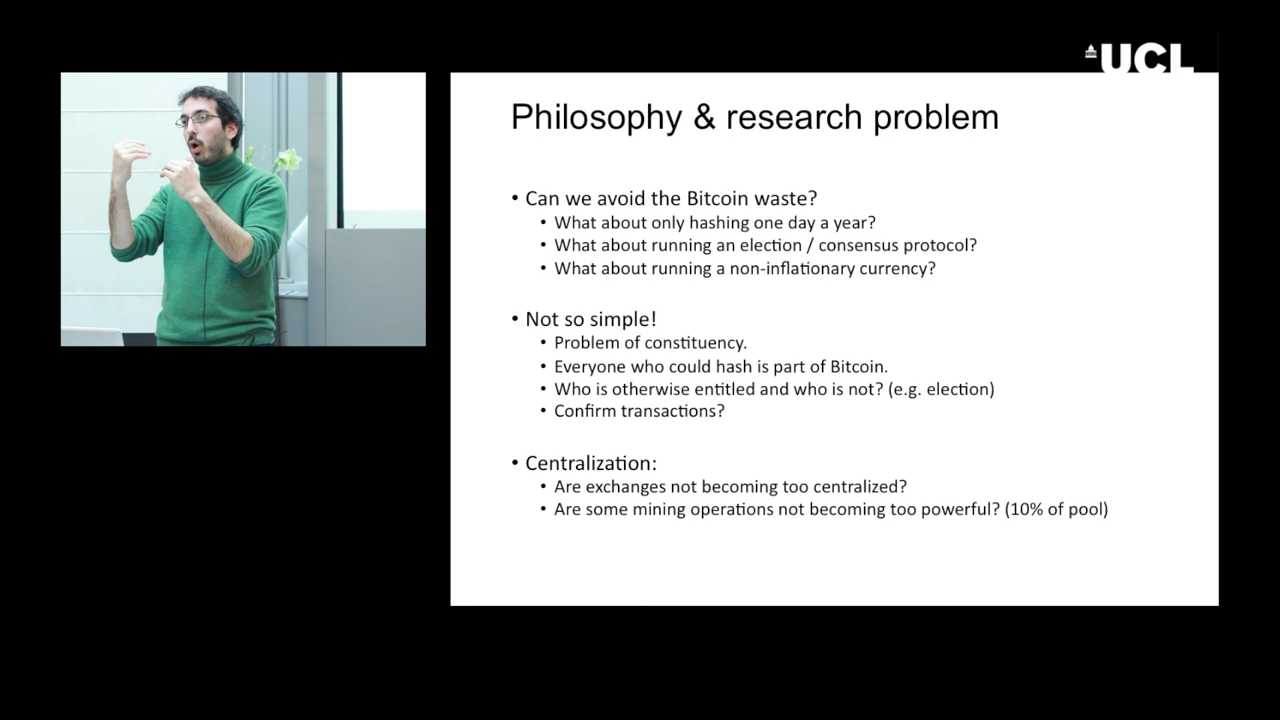 UCL
Philosophy & research problem
• Can we avoid the Bitcoin waste?
• What about only hashing one day a year?
• What about running an election / consensus protocol?
• What about running a non-inflationary currency?
• Not so simple!
• Problem of constituency.
• Everyone who could hash is part of Bitcoin.
• Who is otherwise entitled and who is not? (e.g. election)
• Confirm transactions?
• Centralization:
• Are exchanges not becoming too centralized?
• Are some mining operations not becoming too powerful? (10% of pool)